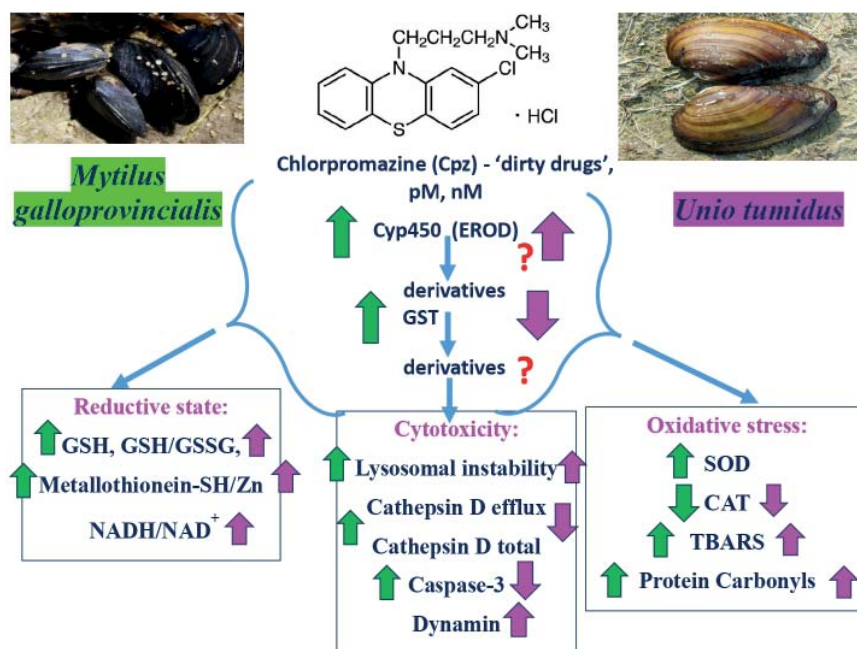 CH₂CH₂CH₂N
CH₃
CH₃
N
Cl
S
· HCl
Mytilus
galloprovincialis
Chlorpromazine (Cpz) - ‘dirty drugs’,
pM, nM
Unio tumidus
Cyp450 (EROD)
?
derivatives
GST
derivatives ?
Reductive state:
GSH, GSH/GSSG,
Metallothionein-SH/Zn
NADH/NAD⁺
Cytotoxicity:
Lysosomal instability
Cathepsin D efflux
Cathepsin D total
Caspase-3
Dynamin
Oxidative stress:
SOD
CAT
TBARS
Protein Carbonyls